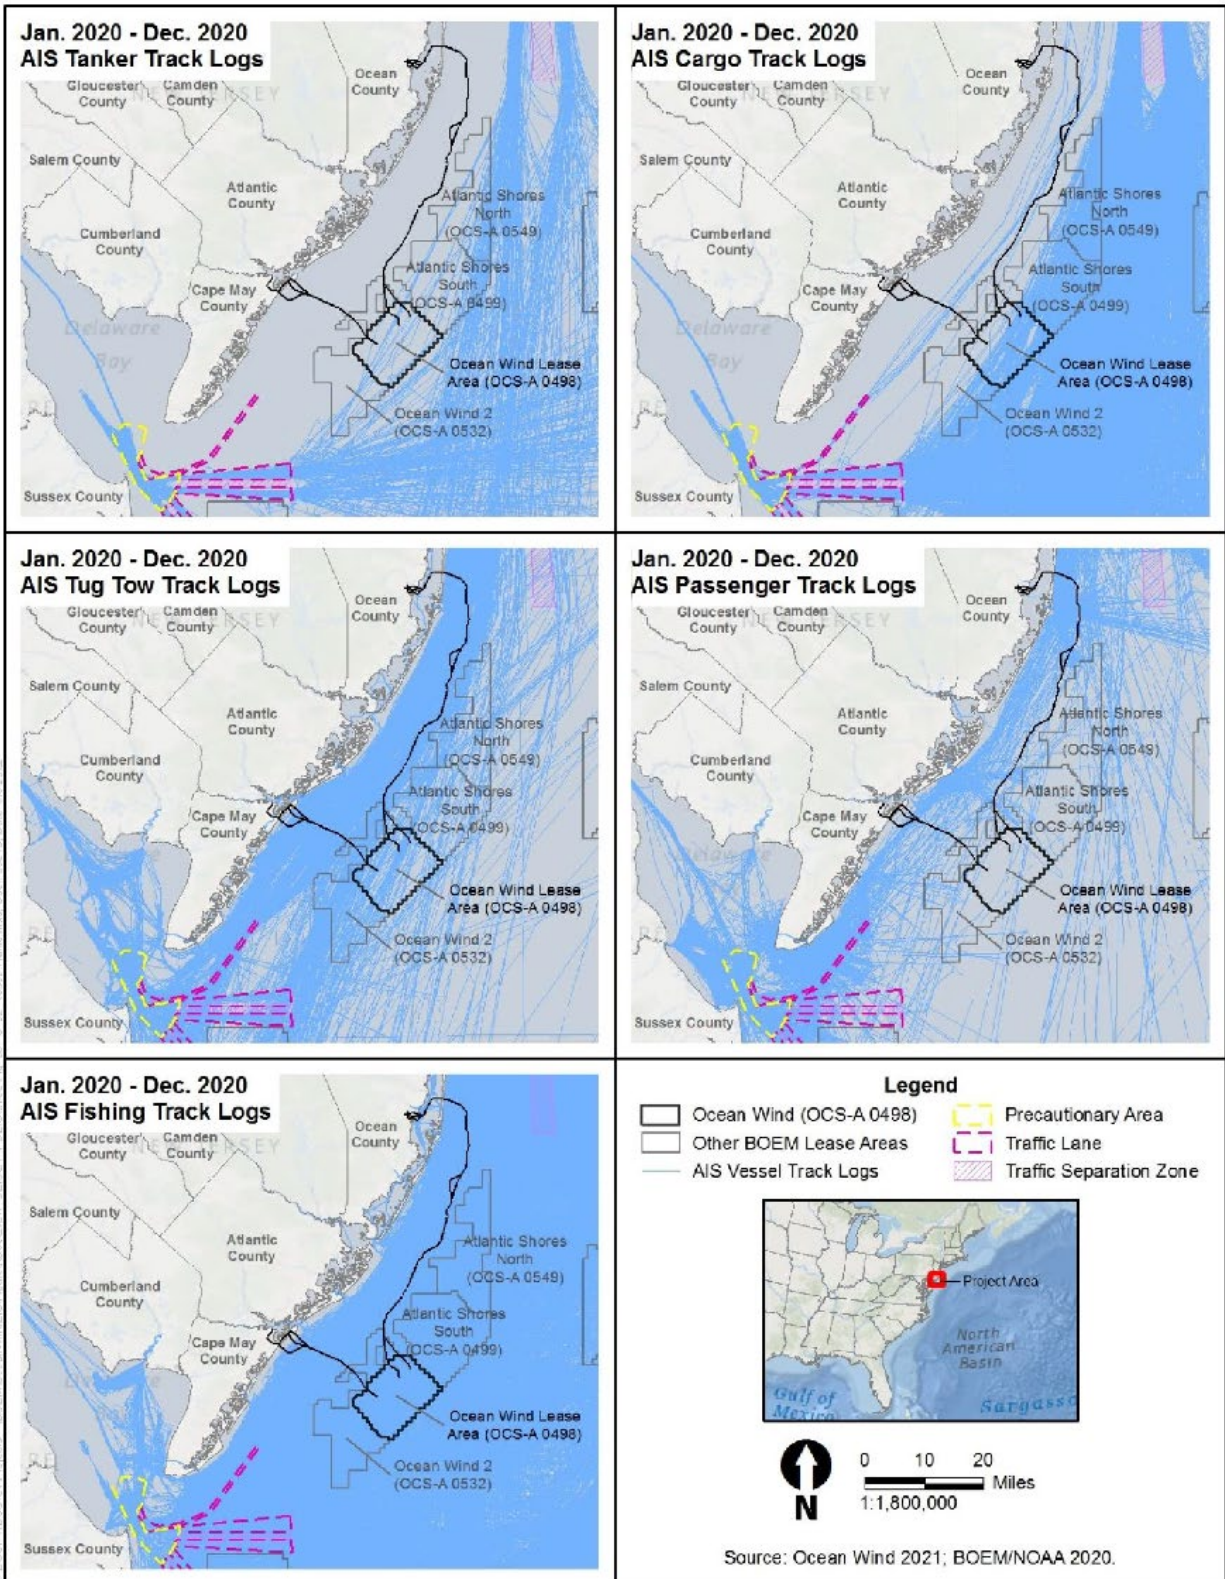 Jan. 2020 - Dec. 2020
AIS Tanker Track Logs
Gloucester
County
Camden
County
Ocean
County
Salem County
Atlantic
County
Cumberland
County
Cape May
County
Delaware
Bay
Sussex County
Atlantic Shores
North
(OCS-A 0549)
Atlantic Shores
South
(OCS-A 0499)
Ocean Wind Lease
Area (OCS-A 0498)
Ocean Wind 2
(OCS-A 0532)
Jan. 2020 - Dec. 2020
AIS Cargo Track Logs
Gloucester
County
Camden
County
Ocean
County
Salem County
Atlantic
County
Cumberland
County
Cape May
County
Delaware
Bay
Sussex County
Atlantic Shores
North
(OCS-A 0549)
Atlantic Shores
South
(OCS-A 0499)
Ocean Wind Lease
Area (OCS-A 0498)
Ocean Wind 2
(OCS-A 0532)
Jan. 2020 - Dec. 2020
AIS Tug Tow Track Logs
Gloucester
County
Camden
County
Ocean
County
Salem County
Atlantic
County
Cumberland
County
Cape May
County
Sussex County
Atlantic Shores
North
(OCS-A 0549)
Atlantic Shores
South
(OCS-A 0499)
Ocean Wind Lease
Area (OCS-A 0498)
Ocean Wind 2
(OCS-A 0532)
Jan. 2020 - Dec. 2020
AIS Passenger Track Logs
Gloucester
County
Camden
County
Ocean
County
Salem County
Atlantic
County
Cumberland
County
Cape May
County
Sussex County
Atlantic Shores
North
(OCS-A 0549)
Atlantic Shores
South
(OCS-A 0499)
Ocean Wind Lease
Area (OCS-A 0498)
Ocean Wind 2
(OCS-A 0532)
Jan. 2020 - Dec. 2020
AIS Fishing Track Logs
Gloucester
County
Camden
County
Ocean
County
Salem County
Atlantic
County
Cumberland
County
Cape May
County
Sussex County
Atlantic Shores
North
(OCS-A 0549)
Atlantic Shores
South
(OCS-A 0499)
Ocean Wind Lease
Area (OCS-A 0498)
Ocean Wind 2
(OCS-A 0532)
Legend
Ocean Wind (OCS-A 0498)
Other BOEM Lease Areas
AIS Vessel Track Logs
Precautionary Area
Traffic Lane
Traffic Separation Zone
Project Area
North
American
Basin
Gulf of
Mexico
Sargasso
N
0 10 20
Miles
1:1,800,000
Source: Ocean Wind 2021; BOEM/NOAA 2020.